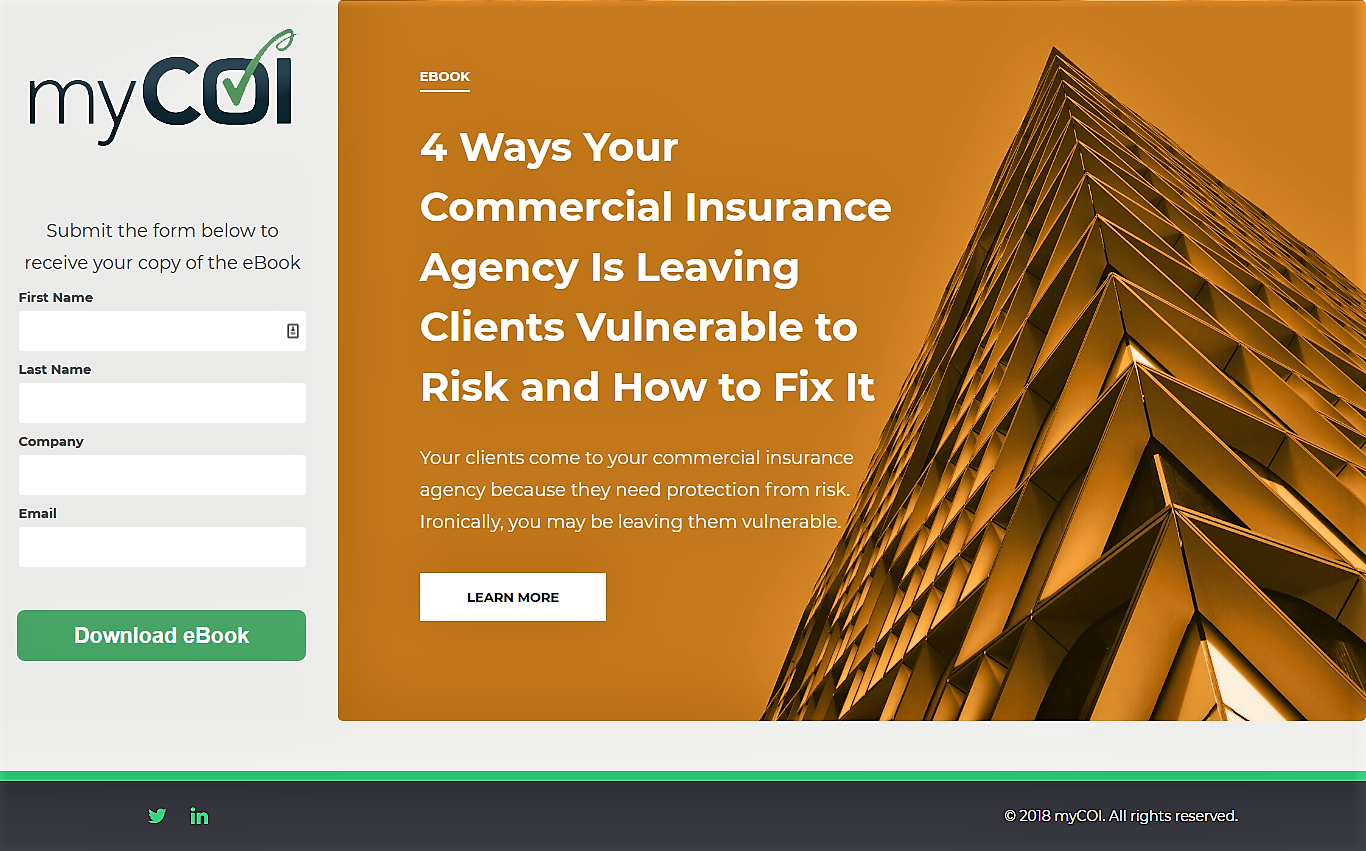 myCOI
Submit the form below to
receive your copy of the eBook
First Name
Last Name
Company
Email
Download eBook
EBOOK
4 Ways Your
Commercial Insurance
Agency Is Leaving
Clients Vulnerable to
Risk and How to Fix It
Your clients come to your commercial insurance
agency because they need protection from risk.
Ironically, you may be leaving them vulnerable.
LEARN MORE
in
© 2018 myCOI. All rights reserved.